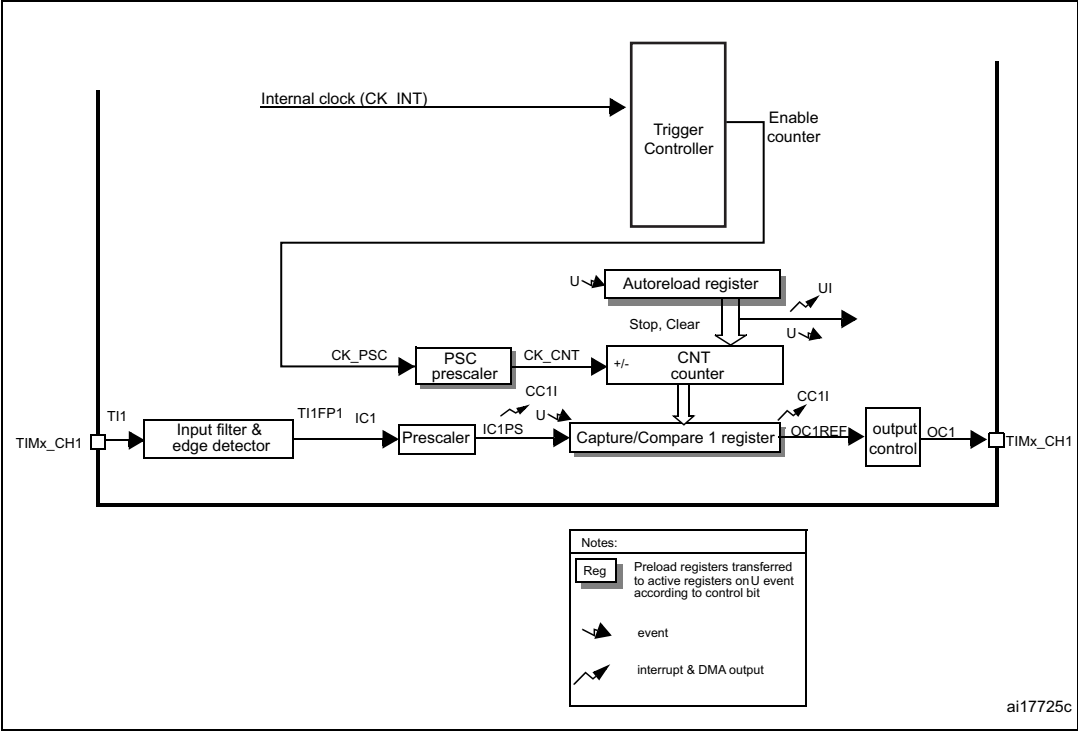 Internal clock (CK_INT)
Trigger
Controller
Enable
counter
U
Autoreload register
UI
Stop, Clear
U
CK_PSC
PSC
prescaler
CK_CNT
+/-
CNT
counter
TI1
TI1FP1
IC1
CC1I
U
CC1I
TIMx_CH1
Input filter &
edge detector
Prescaler
IC1PS
Capture/Compare 1 register
OC1REF
output
control
OC1
TIMx_CH1
Notes:
Reg
Preload registers transferred
to active registers on U event
according to control bit
event
interrupt & DMA output
ai17725c